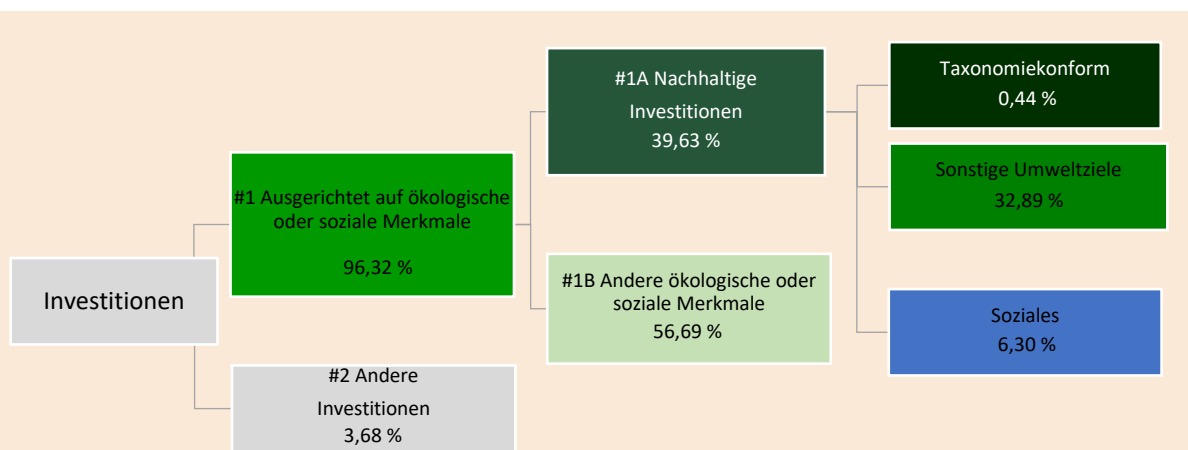 Investitionen
#1 Ausgerichtet auf ökologische
oder soziale Merkmale
96,32 %
#2 Andere
Investitionen
3,68 %
#1A Nachhaltige
Investitionen
39,63 %
#1B Andere ökologische oder
soziale Merkmale
56,69 %
Taxonomiekonform
0,44 %
Sonstige Umweltziele
32,89 %
Soziales
6,30 %